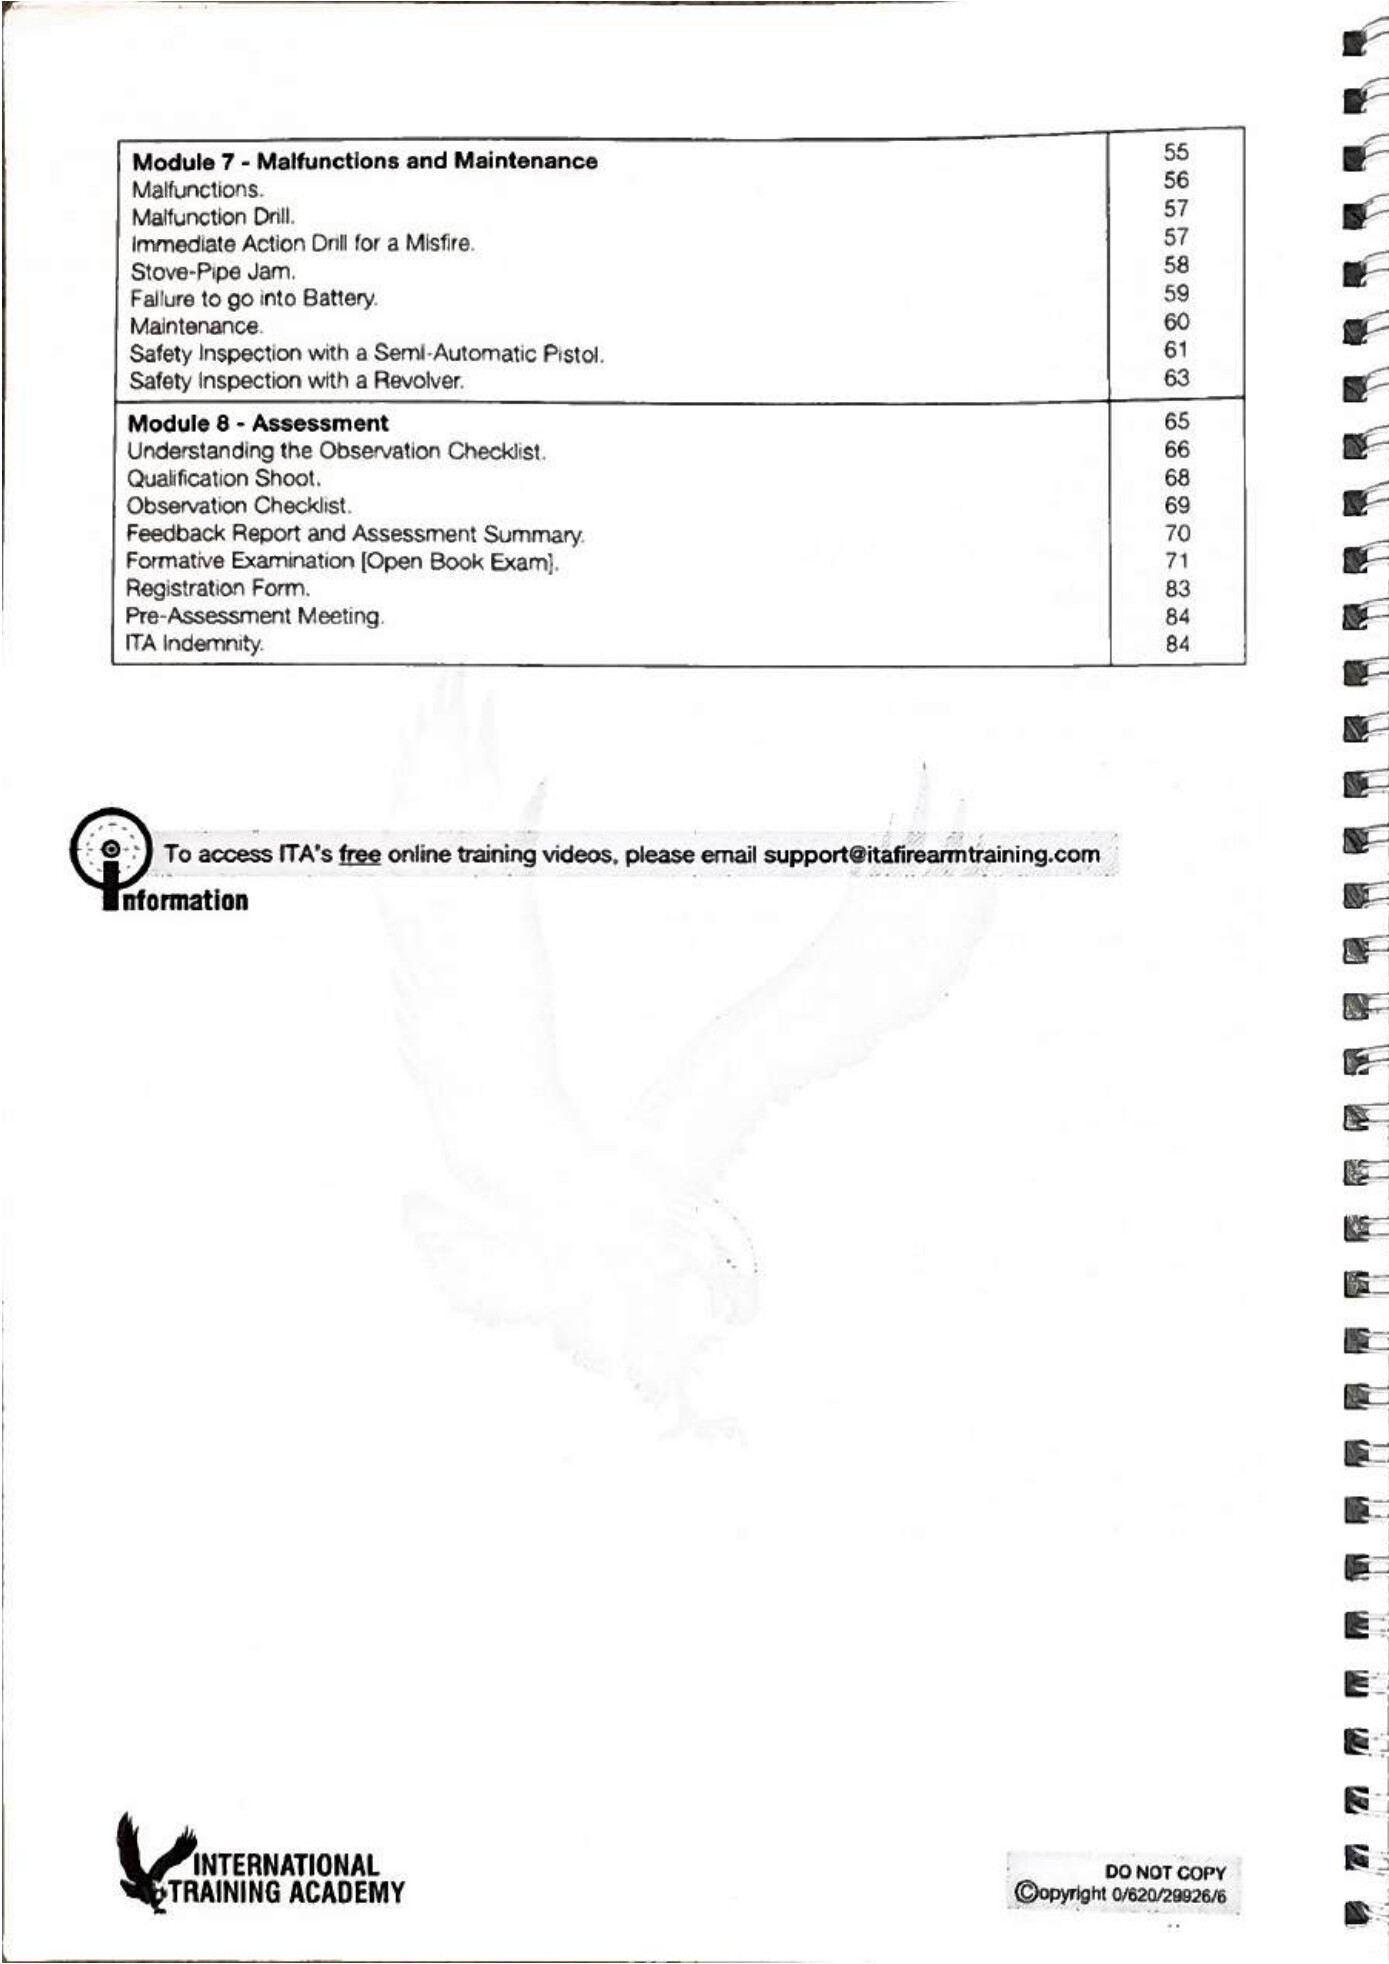 Module 7 - Malfunctions and Maintenance 55
Malfunctions. 56
Malfunction Drill. 57
Immediate Action Drill for a Misfire. 57
Stove-Pipe Jam. 58
Failure to go into Battery. 59
Maintenance. 60
Safety Inspection with a Semi-Automatic Pistol. 61
Safety Inspection with a Revolver. 63
Module 8 - Assessment 65
Understanding the Observation Checklist. 66
Qualification Shoot. 68
Observation Checklist. 69
Feedback Report and Assessment Summary. 70
Formative Examination [Open Book Exam]. 71
Registration Form. 83
Pre-Assessment Meeting. 84
ITA Indemnity. 84
To access ITA's free online training videos, please email support@itafirearmtraining.com
information
INTERNATIONAL
TRAINING ACADEMY
DO NOT COPY
©opyright 0/620/29926/6